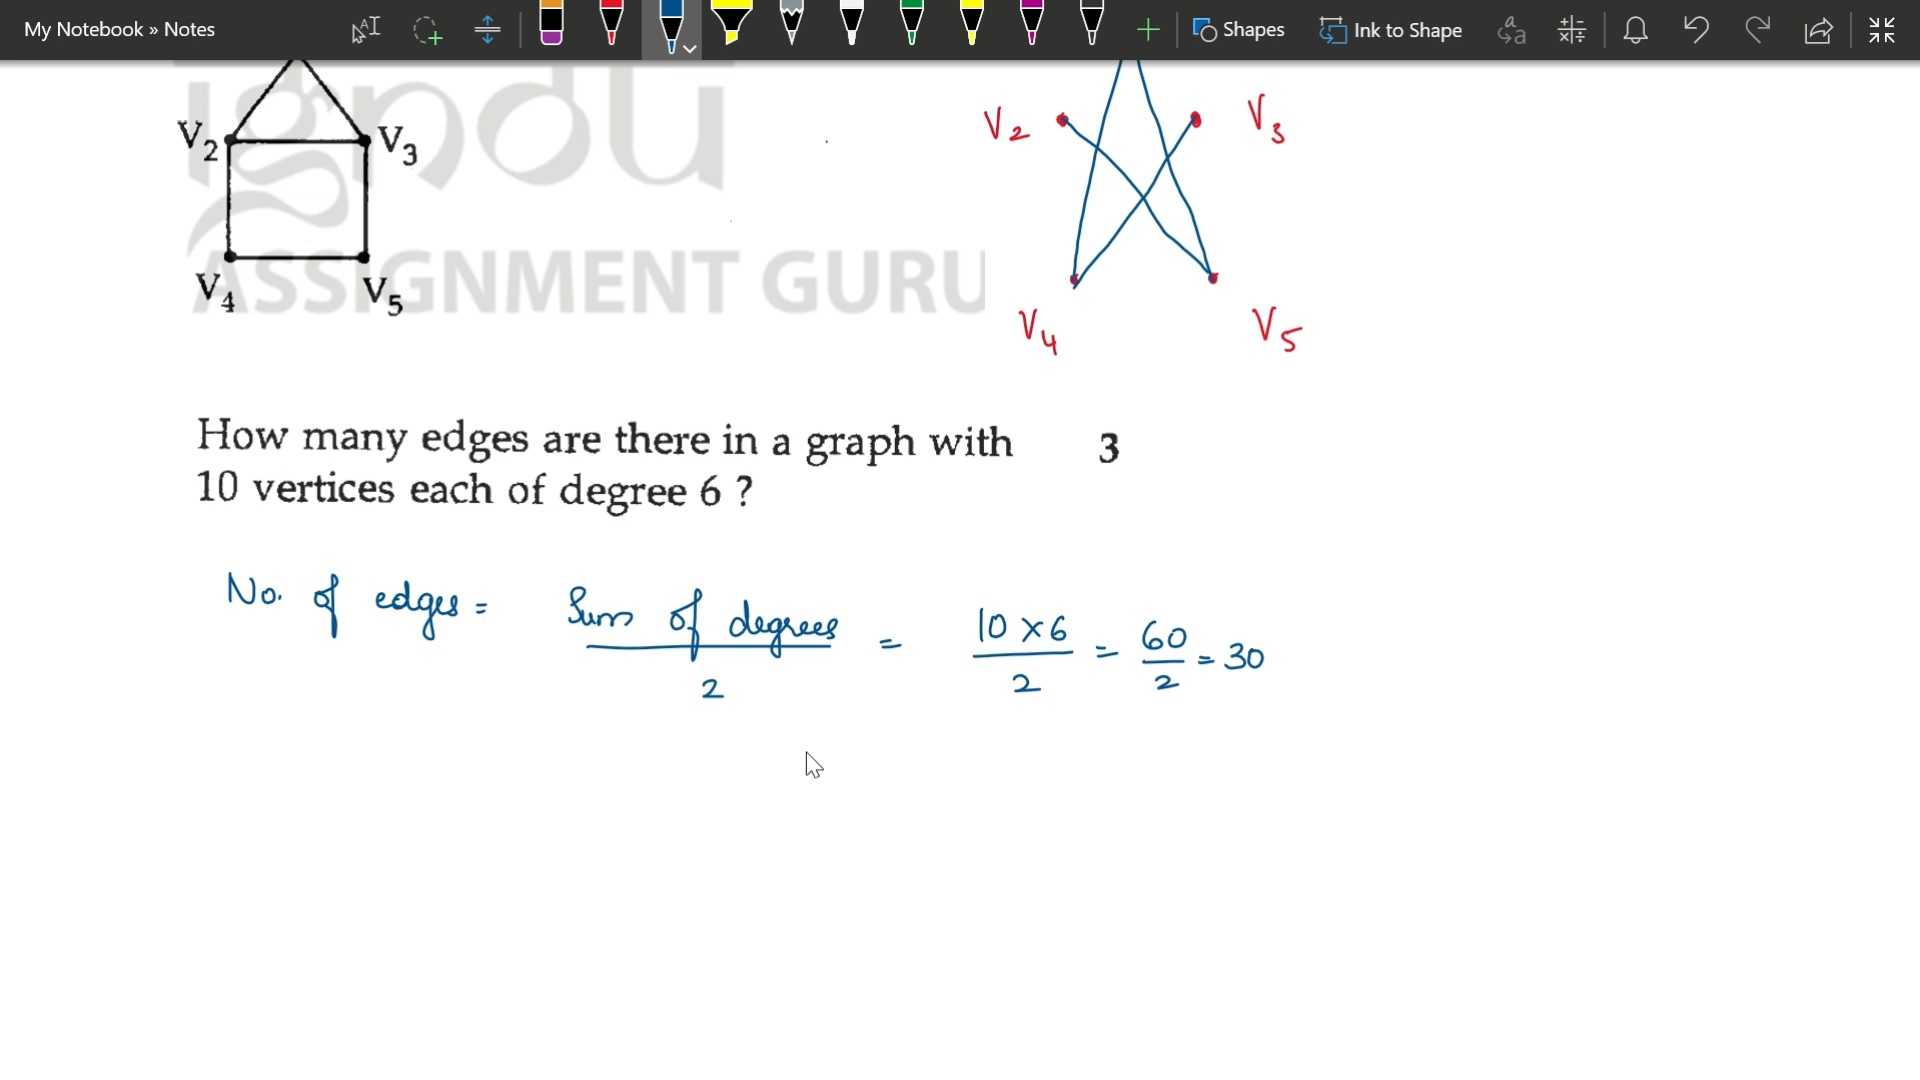 My Notebook » Notes
Shapes
Ink to Shape
ignou
V2
V3
V2
V3
ASSIGNMENT GURU
V4
V5
V4
V5
How many edges are there in a graph with 3
10 vertices each of degree 6 ?
No. of edges = Sum of degrees / 2 = 10 × 6 / 2 = 60 / 2 = 30